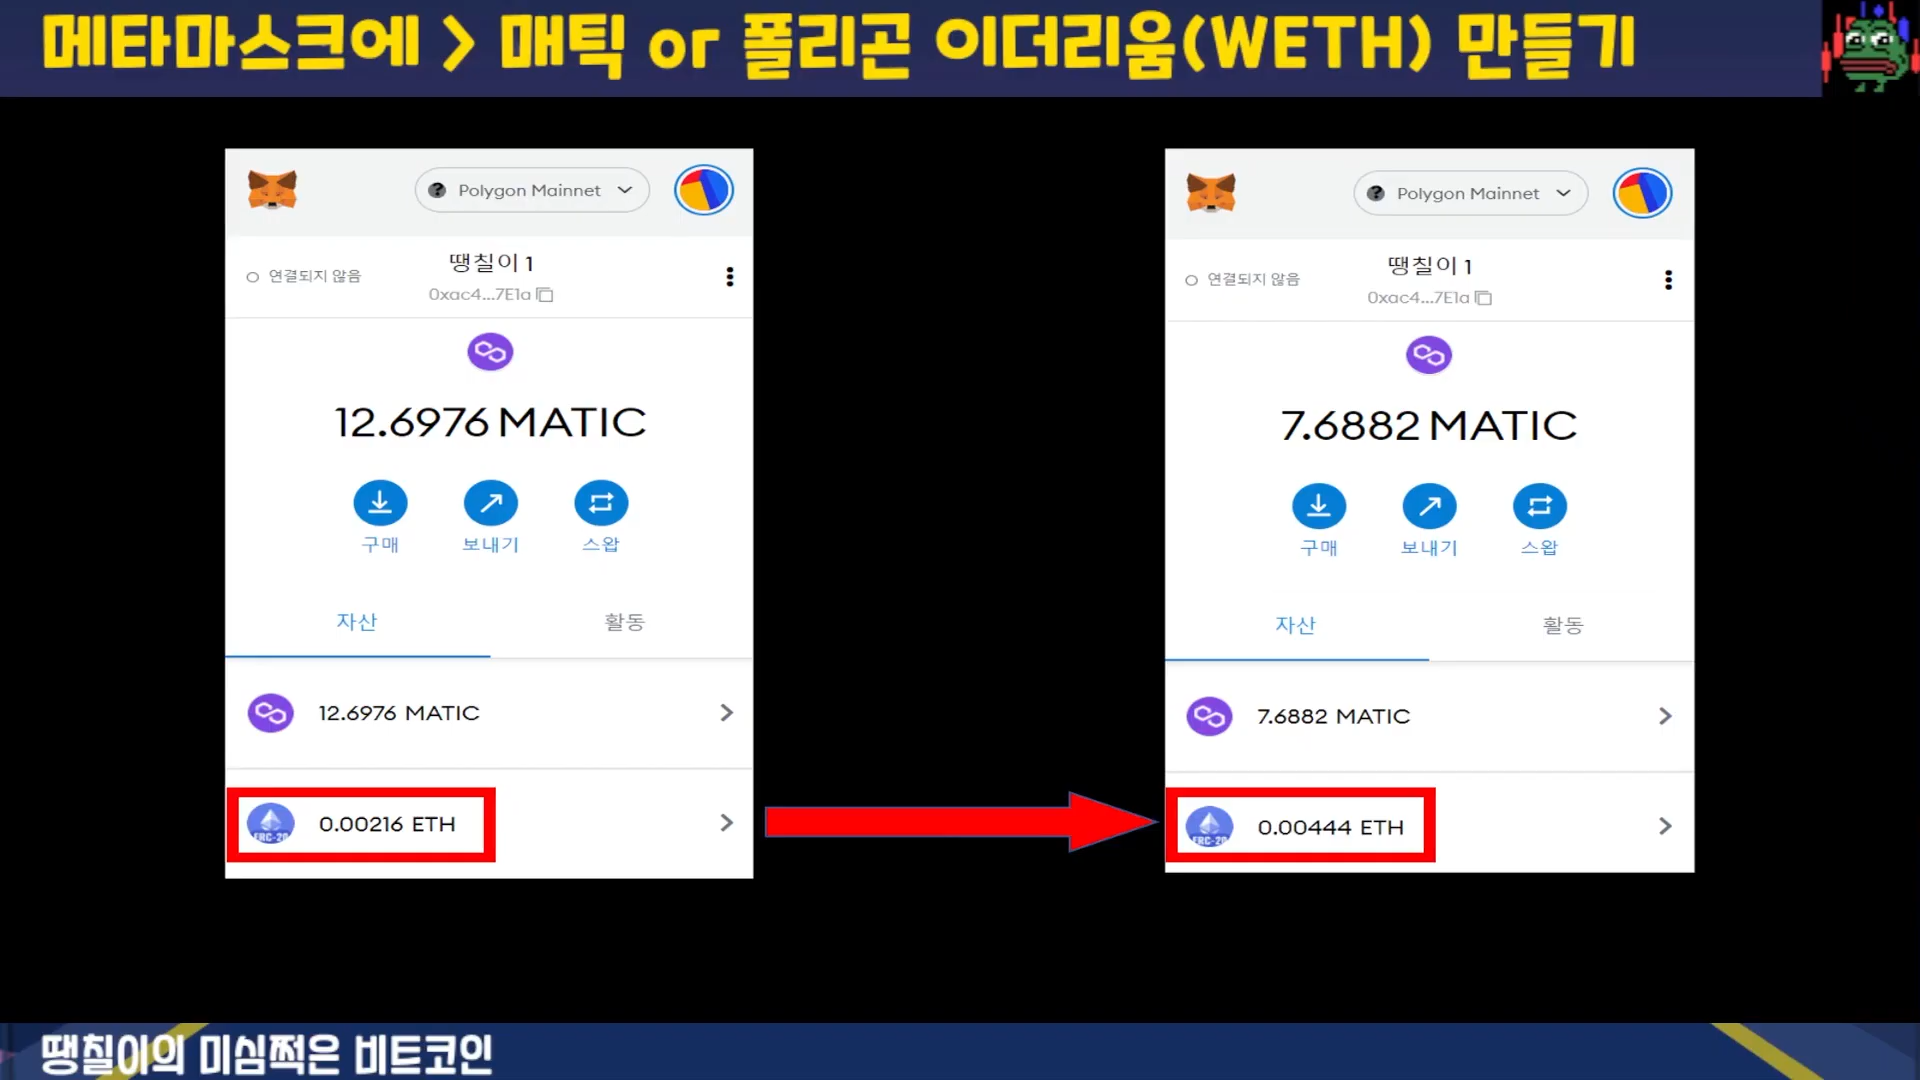 메타마스크에 > 매틱 or 폴리곤 이더리움(WETH) 만들기
Polygon Mainnet
연결되지 않음
땡칠이 1
0xac4...7E1a
12.6976 MATIC
구매 보내기 스왑
자산 활동
12.6976 MATIC
ERC-20
0.00216 ETH
Polygon Mainnet
연결되지 않음
땡칠이 1
0xac4...7E1a
7.6882 MATIC
구매 보내기 스왑
자산 활동
7.6882 MATIC
ERC-20
0.00444 ETH
땡칠이의 미심쩍은 비트코인